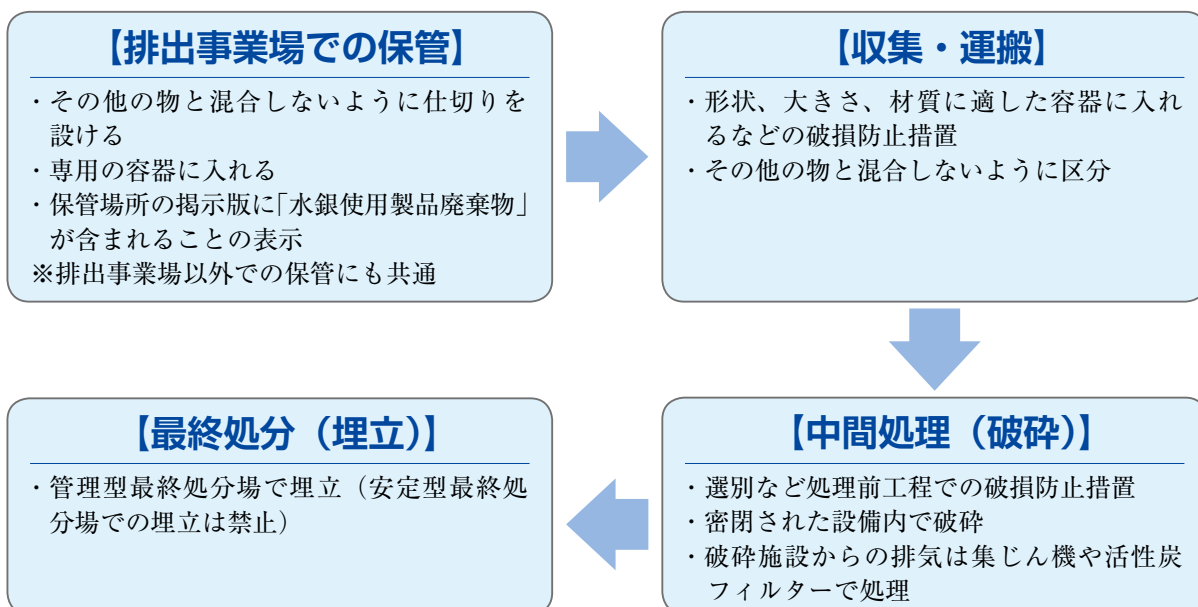 【排出事業場での保管】
・その他の物と混合しないように仕切りを
設ける
・専用の容器に入れる
・保管場所の掲示版に「水銀使用製品廃棄物」
が含まれることの表示
※排出事業場以外での保管にも共通
【収集・運搬】
・形状、大きさ、材質に適した容器に入れ
るなどの破損防止措置
・その他の物と混合しないように区分
【中間処理（破砕）】
・選別など処理前工程での破損防止措置
・密閉された設備内で破砕
・破砕施設からの排気は集じん機や活性炭
フィルターで処理
【最終処分（埋立）】
・管理型最終処分場で埋立（安定型最終処
分場での埋立は禁止）